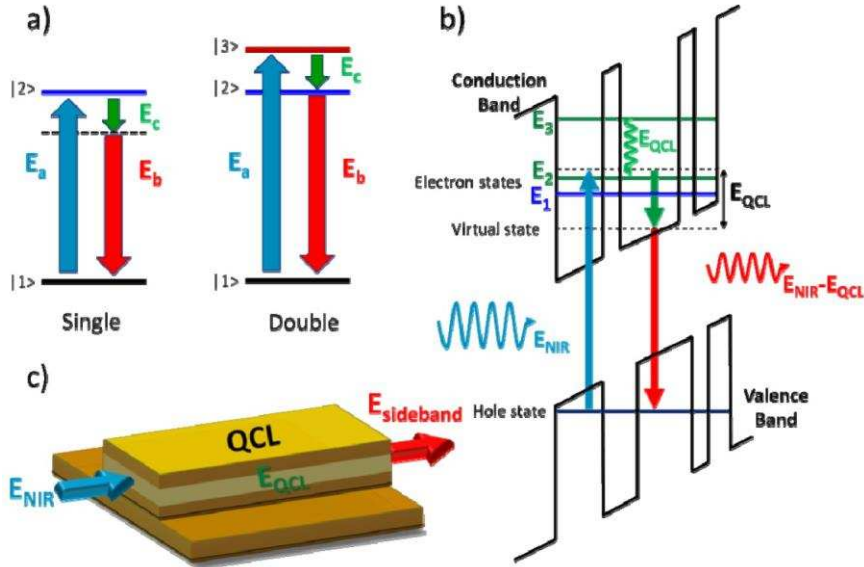 a)
|2>
E_c
E_a
E_b
|1>
Single
|3>
E_c
|2>
E_a
E_b
|1>
Double
b)
Conduction
Band
E_3
E_QCL
E_2
Electron states
E_1
E_QCL
Virtual state
E_NIR-E_QCL
E_NIR
Hole state
Valence
Band
c)
E_sideband
QCL
E_QCL
E_NIR